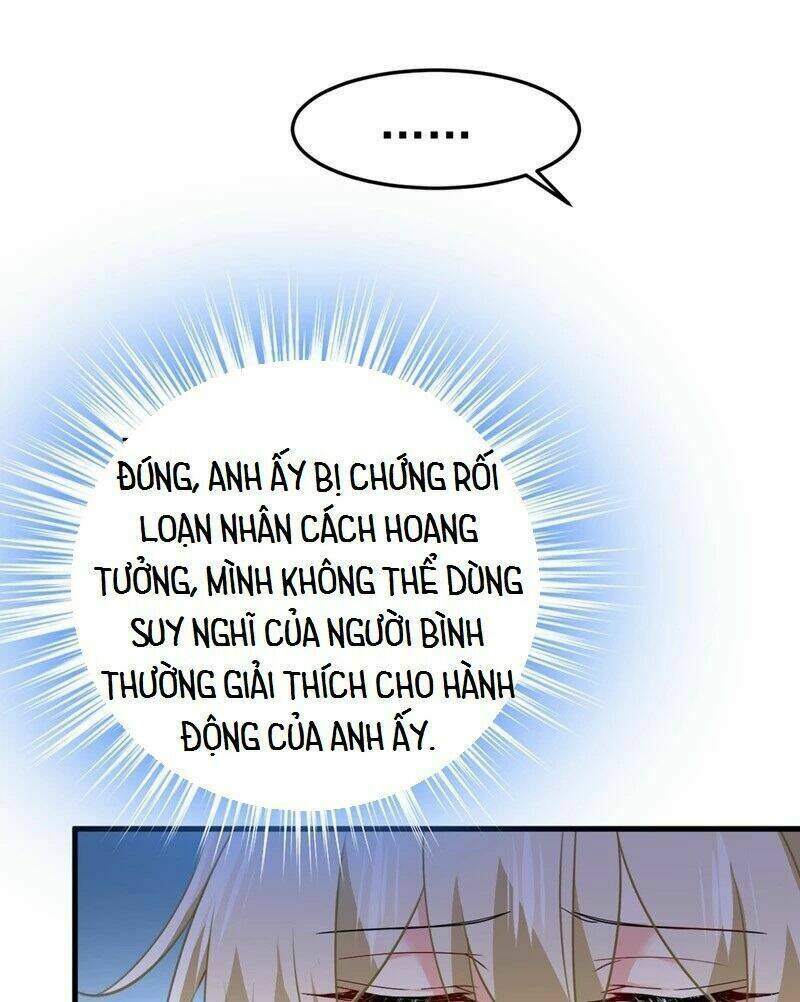 ......
ĐÚNG, ANH ẤY BỊ CHỨNG RỐI
LOẠN NHÂN CÁCH HOANG
TƯỞNG, MÌNH KHÔNG THỂ DÙNG
SUY NGHĨ CỦA NGƯỜI BÌNH
THƯỜNG GIẢI THÍCH CHO HÀNH
ĐỘNG CỦA ANH ẤY.